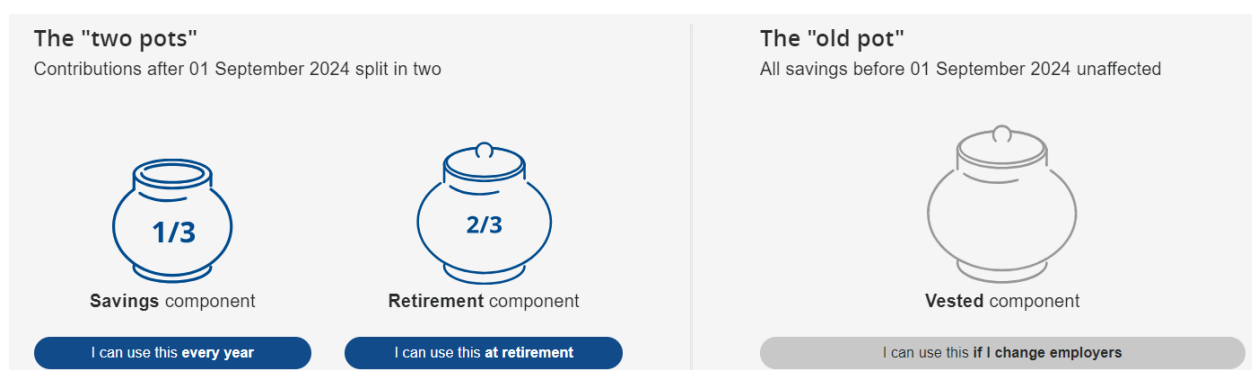 The "two pots"
Contributions after 01 September 2024 split in two
1/3
2/3
Savings component
Retirement component
I can use this every year
I can use this at retirement
The "old pot"
All savings before 01 September 2024 unaffected
Vested component
I can use this if I change employers